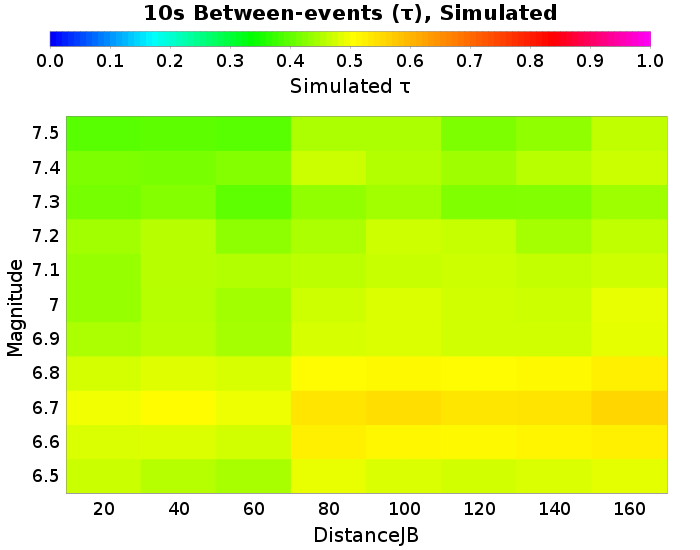 10s Between-events (τ), Simulated
0.0 0.1 0.2 0.3 0.4 0.5 0.6 0.7 0.8 0.9 1.0
Simulated τ
Magnitude
7.5
7.4
7.3
7.2
7.1
7
6.9
6.8
6.7
6.6
6.5
20 40 60 80 100 120 140 160
DistanceJB